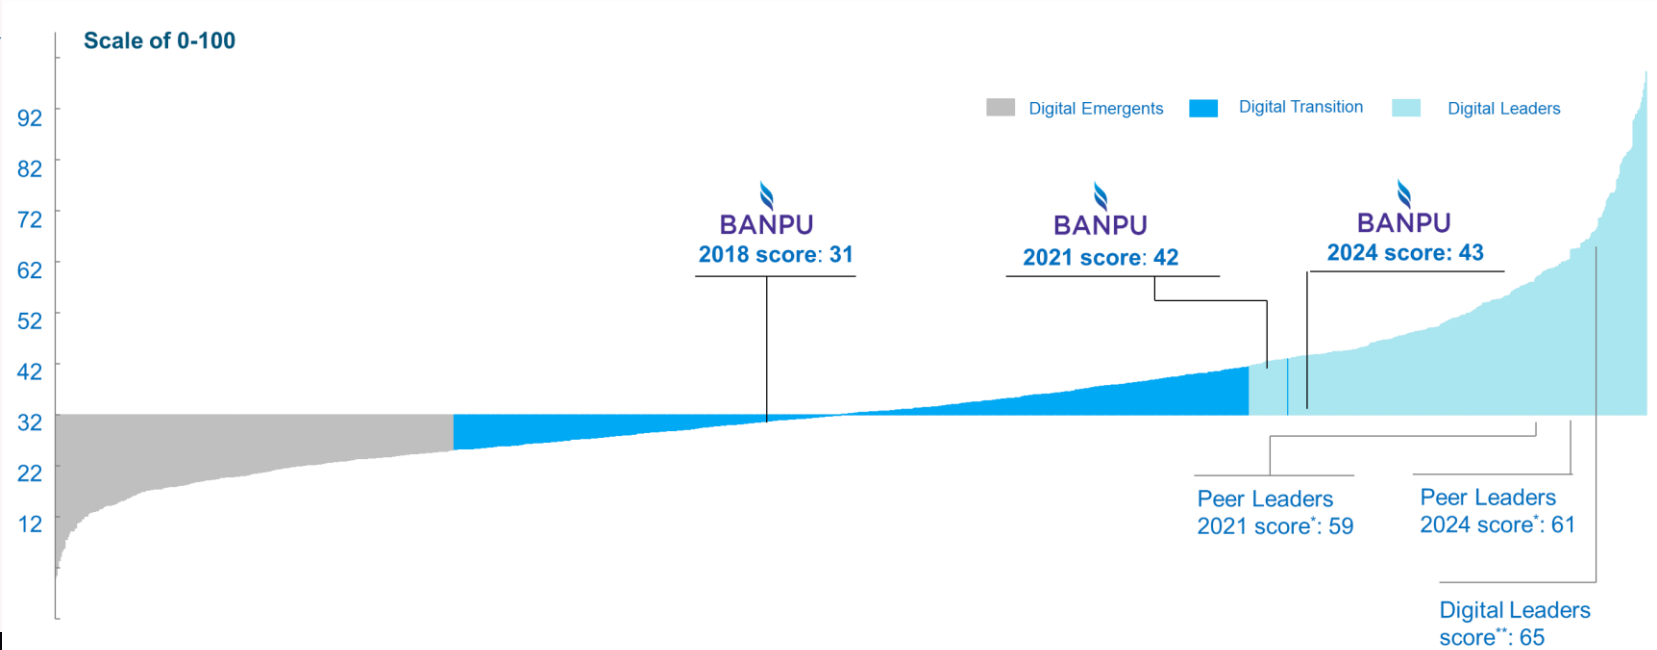 Scale of 0-100
92
82
72
62
52
42
32
22
12
Digital Emergents
Digital Transition
Digital Leaders
BANPU
2018 score: 31
BANPU
2021 score: 42
BANPU
2024 score: 43
Peer Leaders
2021 score*: 59
Peer Leaders
2024 score*: 61
Digital Leaders
score**: 65